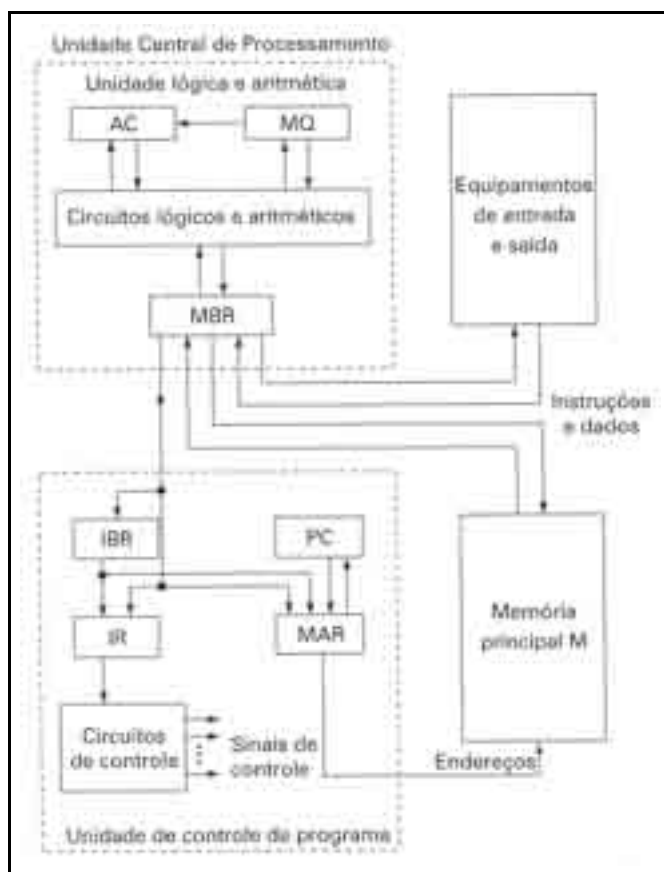 Unidade Central de Processamento
Unidade lógica e aritmética
AC
MQ
Circuitos lógicos e aritméticos
MBR
Equipamentos
de entrada
e saída
Instruções
e dados
IBR
PC
IR
MAR
Memória
principal M
Circuitos
de controle
Sinais de
controle
Endereços
Unidade de controle de programa